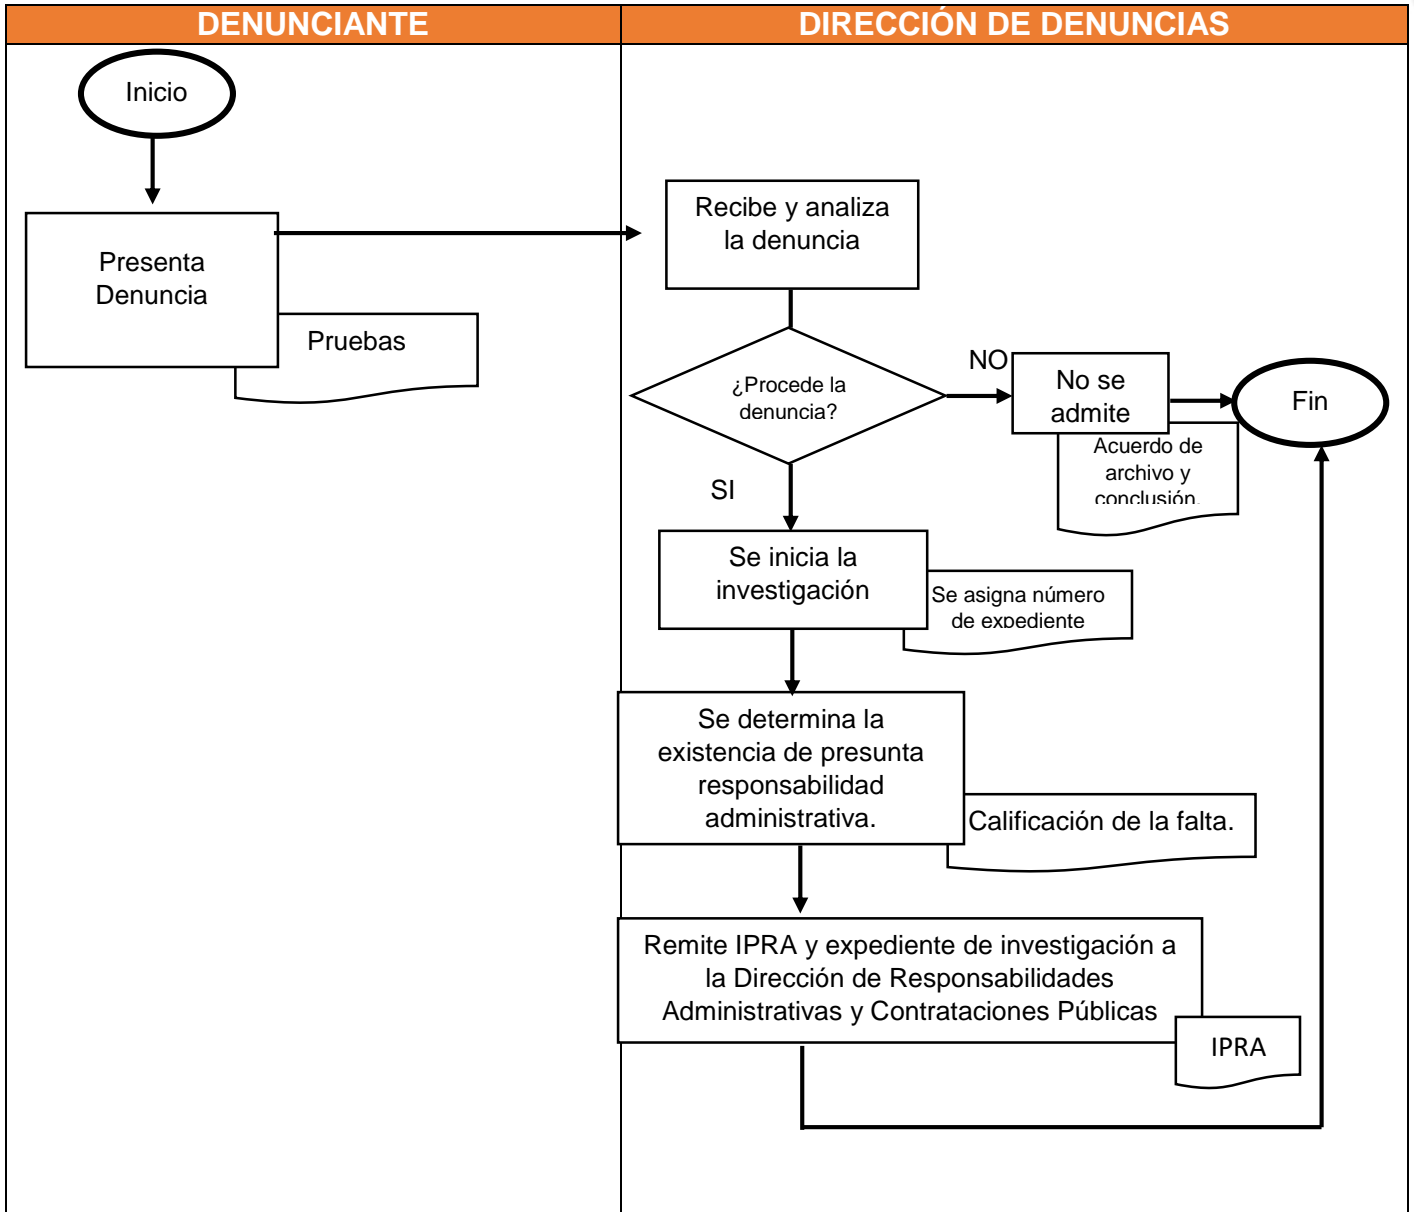 DENUNCIANTE
DIRECCIÓN DE DENUNCIAS
Inicio
Presenta
Denuncia
Pruebas
Recibe y analiza
la denuncia
¿Procede la
denuncia?
NO
No se
admite
Acuerdo de
archivo y
conclusión.
Fin
SI
Se inicia la
investigación
Se asigna número
de expediente
Se determina la
existencia de presunta
responsabilidad
administrativa.
Calificación de la falta.
Remite IPRA y expediente de investigación a
la Dirección de Responsabilidades
Administrativas y Contrataciones Públicas
IPRA